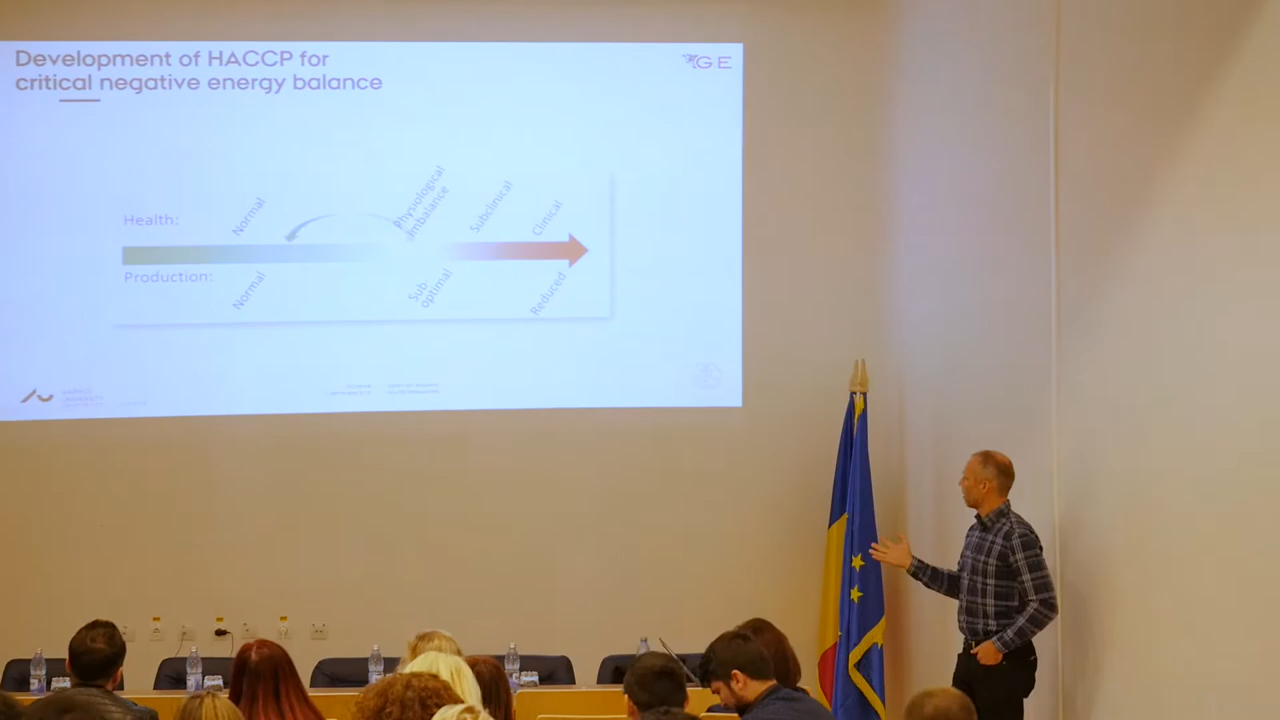 Development of HACCP for
critical negative energy balance
GE
Health:
Normal
Physiological
imbalance
Subclinical
Clinical
Production:
Normal
Sub
optimal
Reduced